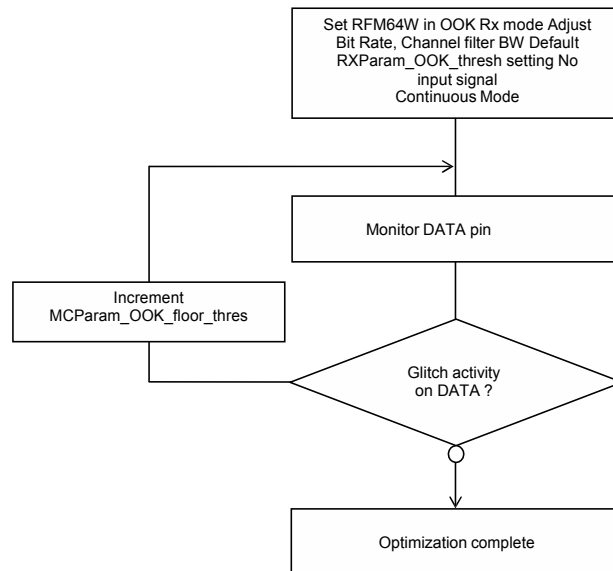 Set RFM64W in OOK Rx mode Adjust
Bit Rate, Channel filter BW Default
RXParam_OOK_thresh setting No
input signal
Continuous Mode
Monitor DATA pin
Increment
MCParam_OOK_floor_thres
Glitch activity
on DATA ?
Optimization complete